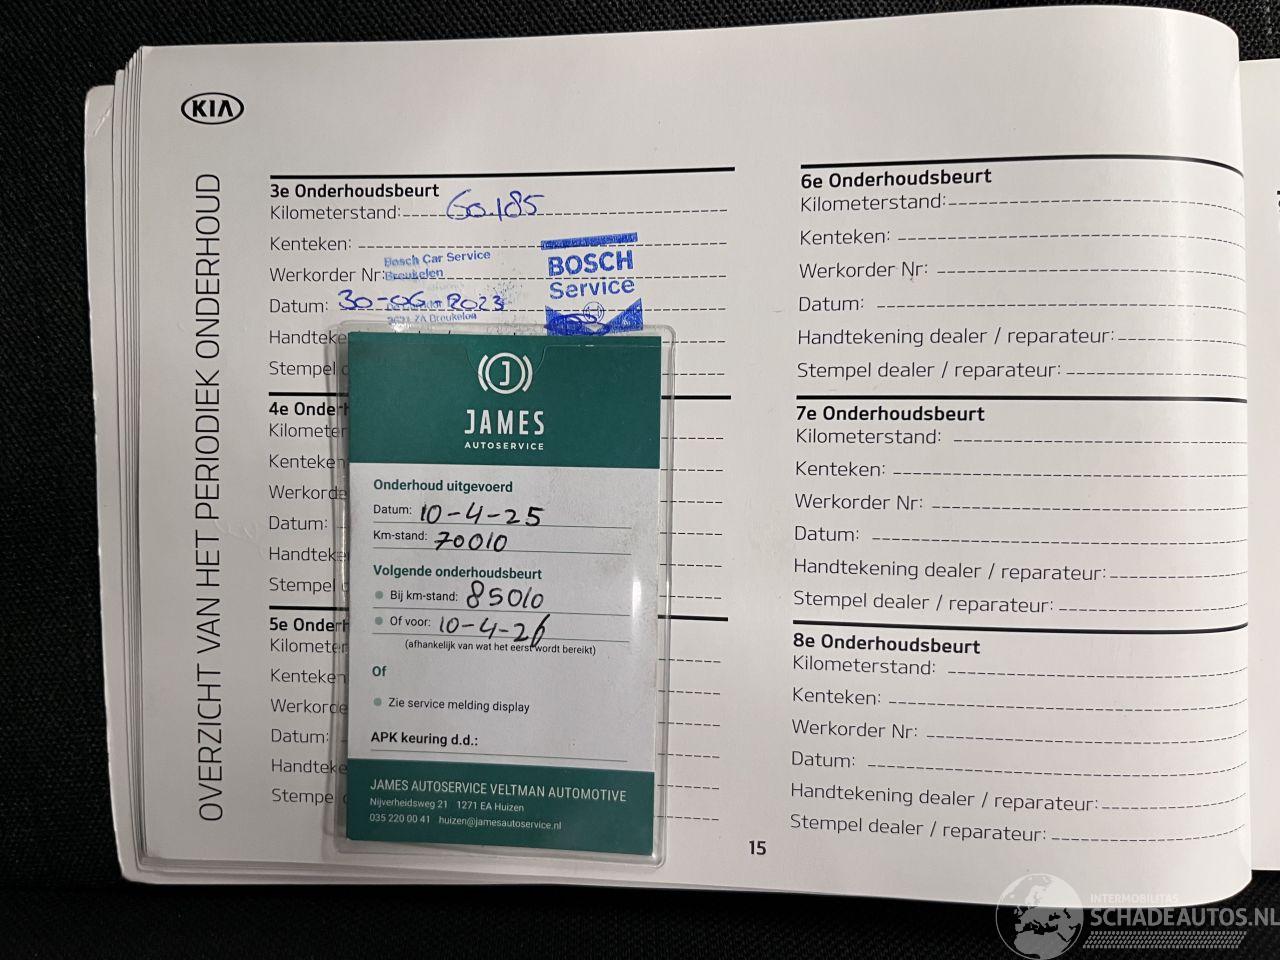 KIA
OVERZICHT VAN HET PERIODIEK ONDERHOUD
3e Onderhoudsbeurt
Kilometerstand: 60.185
Kenteken:
Werkorder Nr:
Bosch Car Service
Breukelen
Datum: 30-06-2023
3621 ZA Breukelen
BOSCH
Service
Handteke
Stempel
4e Onder
Kilometer
Kenteken
Werkorde
Datum:
Handteke
Stempel
5e Onder
Kilometer
Kenteken
Werkorde
Datum:
Handteke
Stempe
JAMES
AUTOSERVICE
Onderhoud uitgevoerd
Datum: 10-4-25
Km-stand: 70010
Volgende onderhoudsbeurt
Bij km-stand: 85010
Of voor: 10-4-26
(afhankelijk van wat het eerst wordt bereikt)
Of
Zie service melding display
APK keuring d.d.:
JAMES AUTOSERVICE VELTMAN AUTOMOTIVE
Nijverheidsweg 21 1271 EA Huizen
035 220 00 41 huizen@jamesautoservice.nl
6e Onderhoudsbeurt
Kilometerstand:
Kenteken:
Werkorder Nr:
Datum:
Handtekening dealer / reparateur:
Stempel dealer / reparateur:
7e Onderhoudsbeurt
Kilometerstand:
Kenteken:
Werkorder Nr:
Datum:
Handtekening dealer / reparateur:
Stempel dealer / reparateur:
8e Onderhoudsbeurt
Kilometerstand:
Kenteken:
Werkorder Nr:
Datum:
Handtekening dealer / reparateur:
Stempel dealer / reparateur:
15
INTERMOBILITAS
SCHADEAUTOS.NL